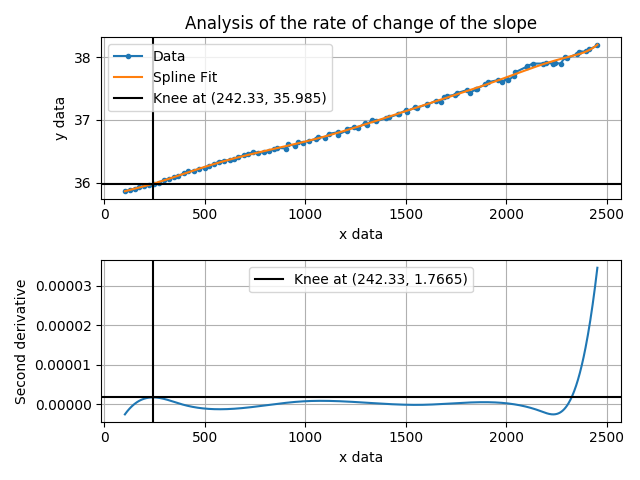 Analysis of the rate of change of the slope
y data
38
37
36
Data
Spline Fit
Knee at (242.33, 35.985)
0 500 1000 1500 2000 2500
x data
Second derivative
0.00003
0.00002
0.00001
0.00000
Knee at (242.33, 1.7665)
0 500 1000 1500 2000 2500
x data